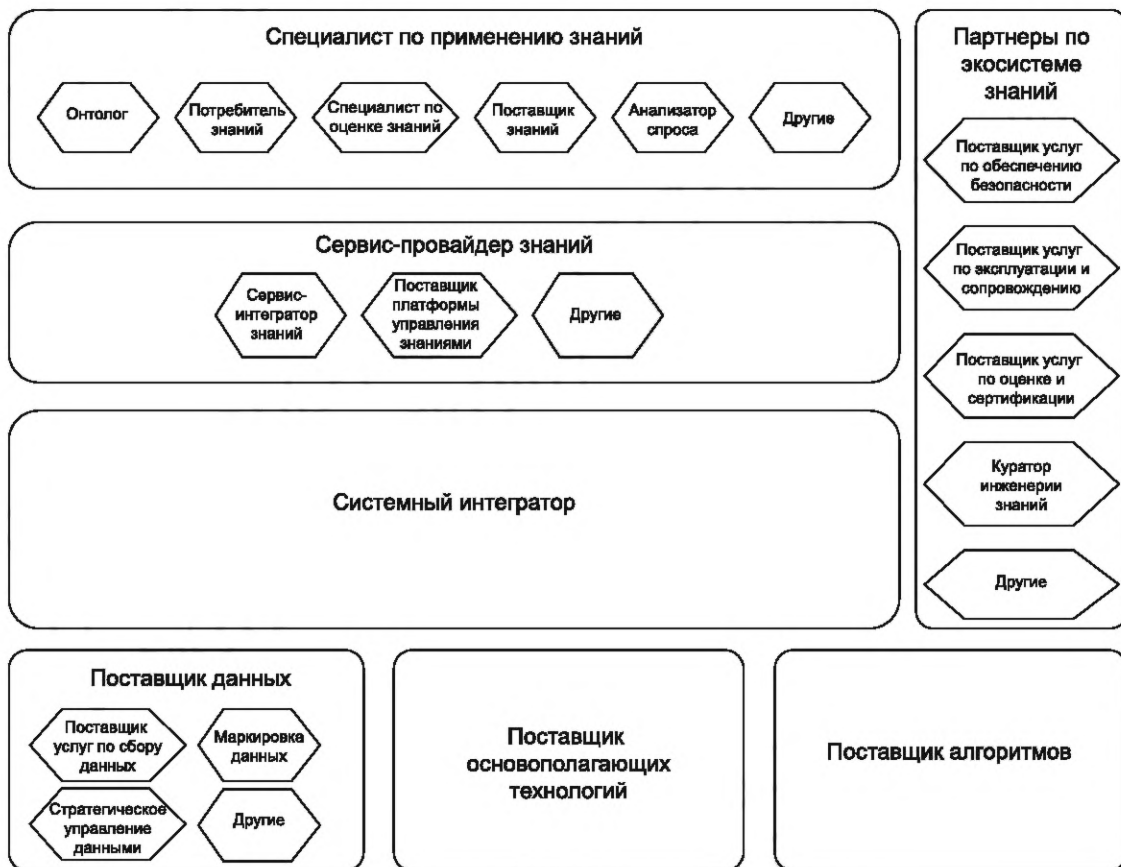 Специалист по применению знаний
Онтолог
Потребитель
знаний
Специалист по
оценке знаний
Поставщик
знаний
Анализатор
спроса
Другие
Сервис-провайдер знаний
Сервис-
интегратор
знаний
Поставщик
платформы
управления
знаниями
Другие
Системный интегратор
Партнеры по
экосистеме
знаний
Поставщик услуг
по обеспечению
безопасности
Поставщик услуг
по эксплуатации и
сопровождению
Поставщик услуг
по оценке и
сертификации
Куратор
инженерии
знаний
Другие
Поставщик данных
Поставщик
услуг по сбору
данных
Маркировка
данных
Стратегическое
управление
данными
Другие
Поставщик
основополагающих
технологий
Поставщик алгоритмов